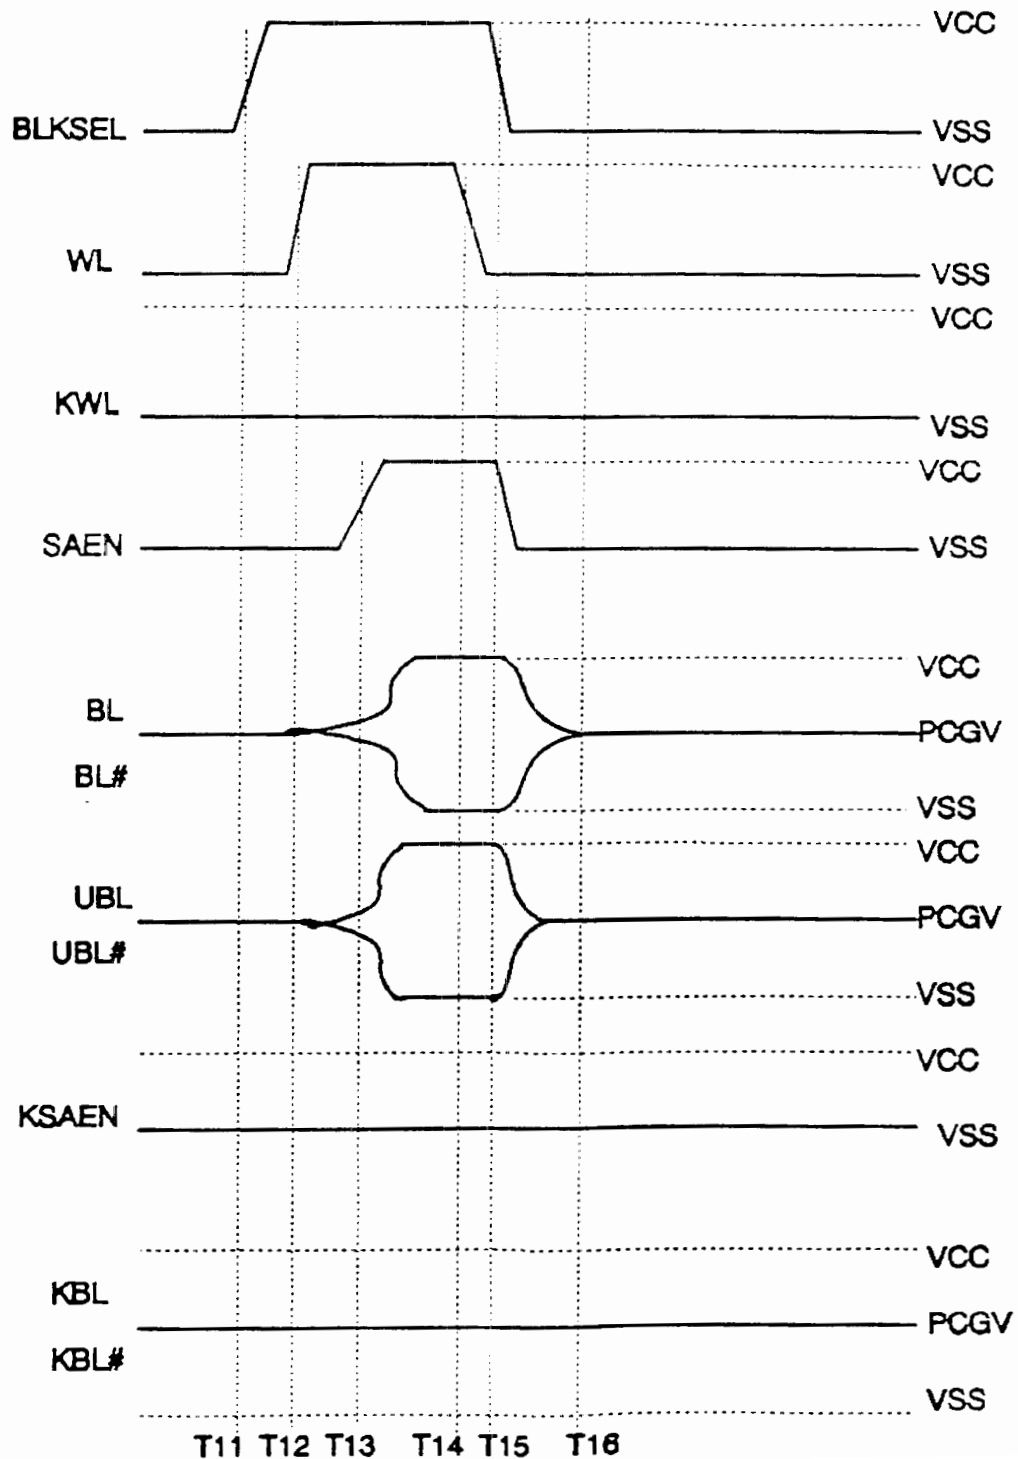 VCC
BLKSEL VSS
VCC
WL VSS
VCC
KWL VSS
VCC
SAEN VSS
VCC
BL PCGV
BL#
VSS
VCC
UBL PCGV
UBL#
VSS
VCC
KSAEN VSS
VCC
KBL PCGV
KBL#
VSS
T11 T12 T13 T14 T15 T16